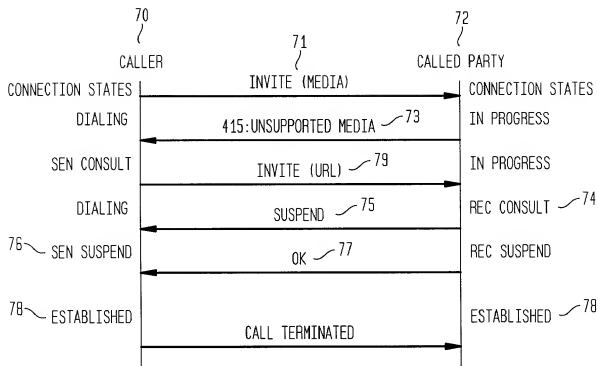 70
71
72
CALLER
CALLED PARTY
CONNECTION STATES
INVITE (MEDIA)
CONNECTION STATES
DIALING
415:UNSUPPORTED MEDIA
73
IN PROGRESS
SEN CONSULT
INVITE (URL)
79
IN PROGRESS
DIALING
SUSPEND
75
REC CONSULT
74
76
SEN SUSPEND
OK
77
REC SUSPEND
78
ESTABLISHED
ESTABLISHED
78
CALL TERMINATED